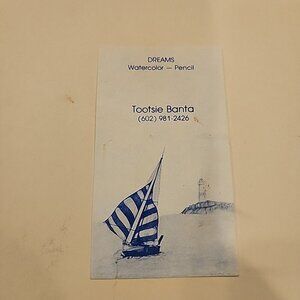 DREAMS
Watercolor — Pencil
Tootsie Banta
(602) 981-2426